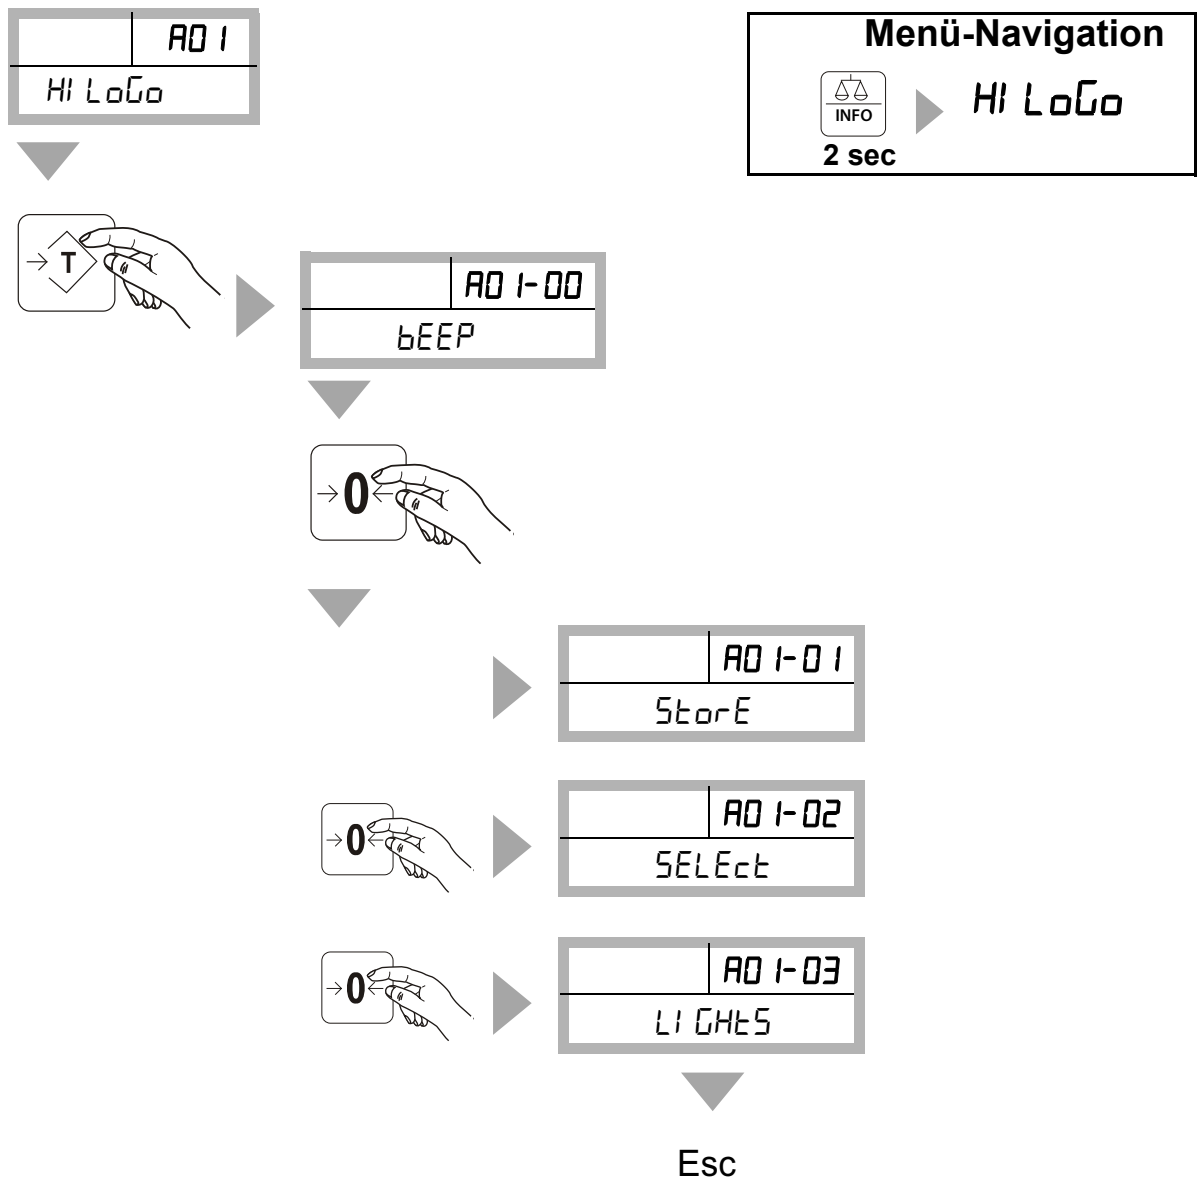 A01
HI LoGo
Menü-Navigation
INFO
HI LoGo
2 sec
T
A01-00
bEEP
0
A01-01
StorE
0
A01-02
SELEct
0
A01-03
LIGHtS
Esc